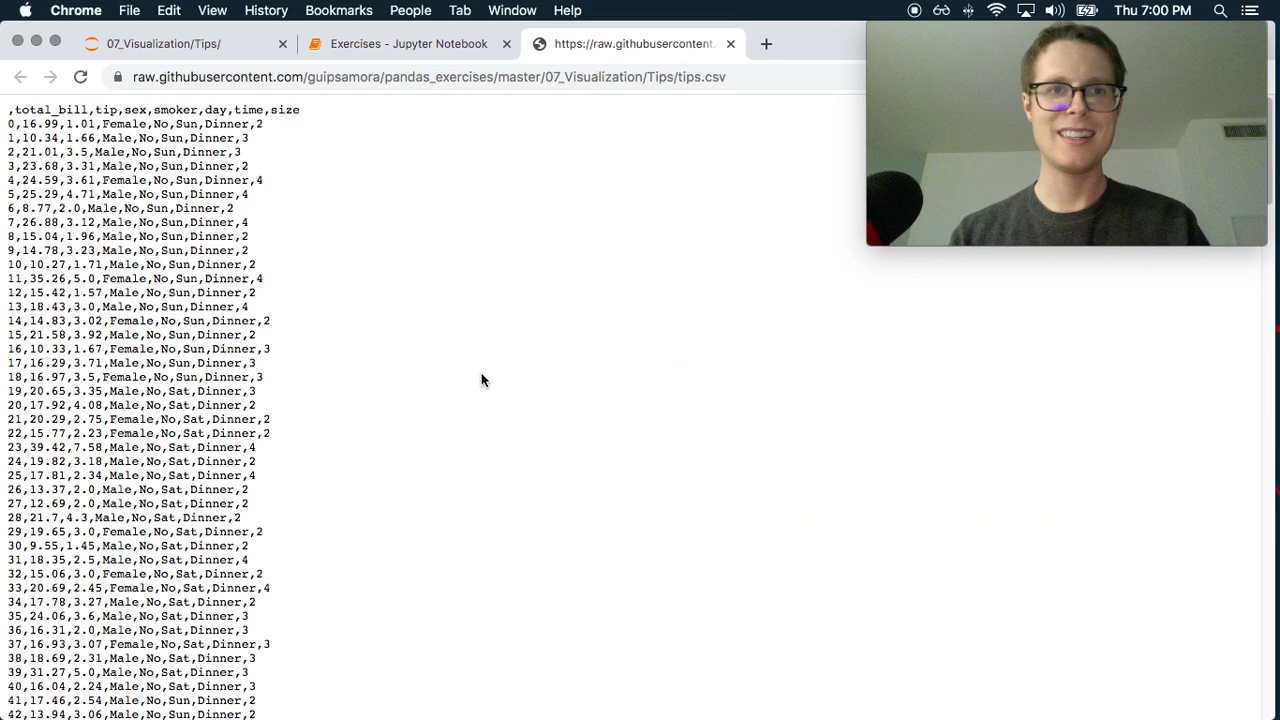 Chrome File Edit View History Bookmarks People Tab Window Help Thu 7:00 PM
07_Visualization/Tips/ Exercises - Jupyter Notebook https://raw.githubusercontent.
raw.githubusercontent.com/guipsamora/pandas_exercises/master/07_Visualization/Tips/tips.csv
,total_bill,tip,sex,smoker,day,time,size
0,16.99,1.01,Female,No,Sun,Dinner,2
1,10.34,1.66,Male,No,Sun,Dinner,3
2,21.01,3.5,Male,No,Sun,Dinner,3
3,23.68,3.31,Male,No,Sun,Dinner,2
4,24.59,3.61,Female,No,Sun,Dinner,4
5,25.29,4.71,Male,No,Sun,Dinner,4
6,8.77,2.0,Male,No,Sun,Dinner,2
7,26.88,3.12,Male,No,Sun,Dinner,4
8,15.04,1.96,Male,No,Sun,Dinner,2
9,14.78,3.23,Male,No,Sun,Dinner,2
10,10.27,1.71,Male,No,Sun,Dinner,2
11,35.26,5.0,Female,No,Sun,Dinner,4
12,15.42,1.57,Male,No,Sun,Dinner,2
13,18.43,3.0,Male,No,Sun,Dinner,4
14,14.83,3.02,Female,No,Sun,Dinner,2
15,21.58,3.92,Male,No,Sun,Dinner,2
16,10.33,1.67,Female,No,Sun,Dinner,3
17,16.29,3.71,Male,No,Sun,Dinner,3
18,16.97,3.5,Female,No,Sun,Dinner,3
19,20.65,3.35,Male,No,Sat,Dinner,3
20,17.92,4.08,Male,No,Sat,Dinner,2
21,20.29,2.75,Female,No,Sat,Dinner,2
22,15.77,2.23,Female,No,Sat,Dinner,2
23,39.42,7.58,Male,No,Sat,Dinner,4
24,19.82,3.18,Male,No,Sat,Dinner,2
25,17.81,2.34,Male,No,Sat,Dinner,4
26,13.37,2.0,Male,No,Sat,Dinner,2
27,12.69,2.0,Male,No,Sat,Dinner,2
28,21.7,4.3,Male,No,Sat,Dinner,2
29,19.65,3.0,Female,No,Sat,Dinner,2
30,9.55,1.45,Male,No,Sat,Dinner,2
31,18.35,2.5,Male,No,Sat,Dinner,4
32,15.06,3.0,Female,No,Sat,Dinner,2
33,20.69,2.45,Female,No,Sat,Dinner,4
34,17.78,3.27,Male,No,Sat,Dinner,2
35,24.06,3.6,Male,No,Sat,Dinner,3
36,16.31,2.0,Male,No,Sat,Dinner,3
37,16.93,3.07,Female,No,Sat,Dinner,3
38,18.69,2.31,Male,No,Sat,Dinner,3
39,31.27,5.0,Male,No,Sat,Dinner,3
40,16.04,2.24,Male,No,Sat,Dinner,3
41,17.46,2.54,Male,No,Sun,Dinner,2
42,13.94,3.06,Male,No,Sun,Dinner,2